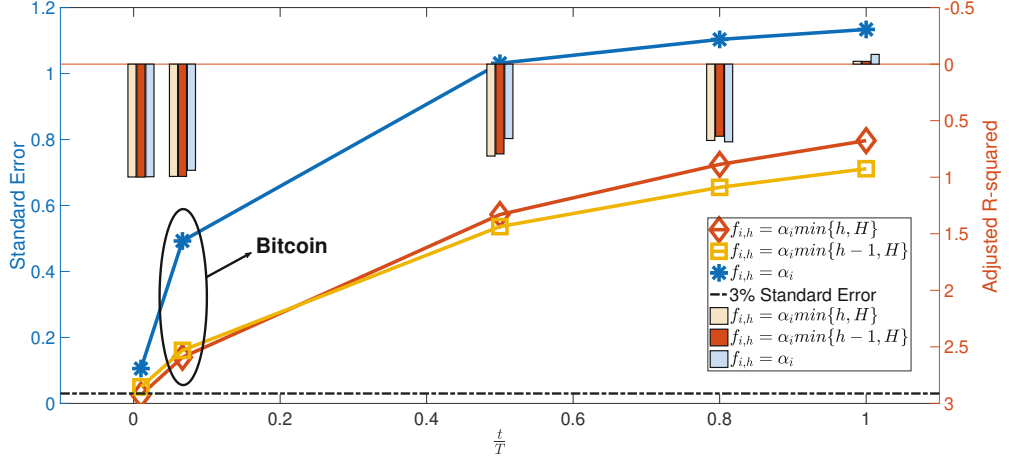 1.2
1
0.8
0.6
0.4
0.2
0
Standard Error
-0.5
0
0.5
1
1.5
2
2.5
3
Adjusted R-squared
Bitcoin
f_{i,h} = α_i min{h, H}
f_{i,h} = α_i min{h − 1, H}
f_{i,h} = α_i
3% Standard Error
f_{i,h} = α_i min{h, H}
f_{i,h} = α_i min{h − 1, H}
f_{i,h} = α_i
0 0.2 0.4 0.6 0.8 1
t/T